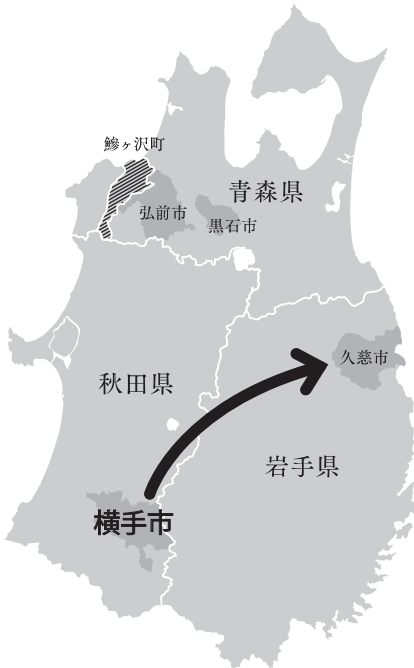 鰺ヶ沢町
青森県
弘前市
黒石市
久慈市
秋田県
岩手県
横手市